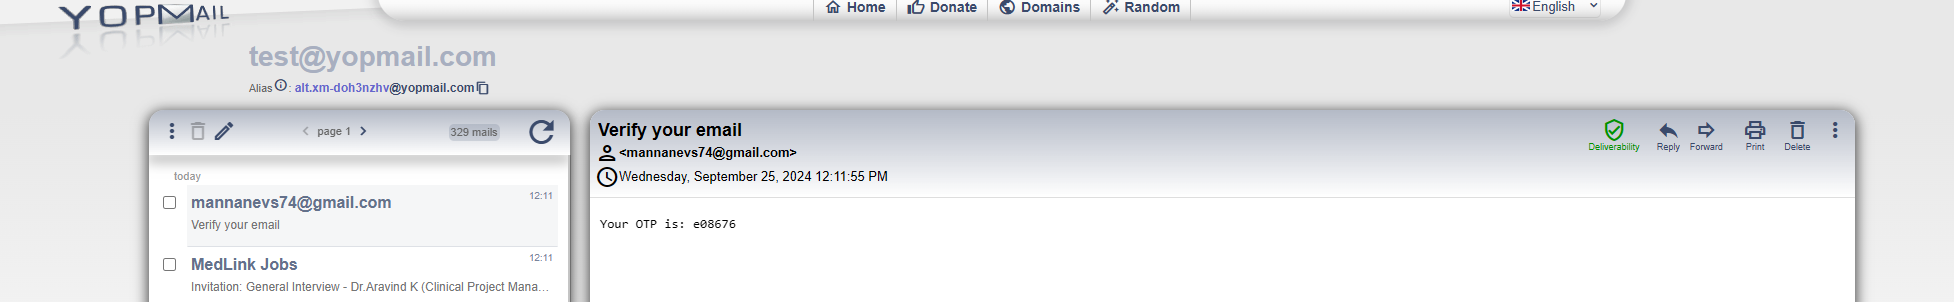 YOPMAIL
Home Donate Domains Random
English
test@yopmail.com
Alias : alt.xm-doh3nzhv@yopmail.com
page 1
329 mails
today
mannanevs74@gmail.com 12:11
Verify your email
MedLink Jobs 12:11
Invitation: General Interview - Dr.Aravind K (Clinical Project Mana…
Verify your email
<mannanevs74@gmail.com>
Wednesday, September 25, 2024 12:11:55 PM
Deliverability Reply Forward Print Delete
Your OTP is: e08676